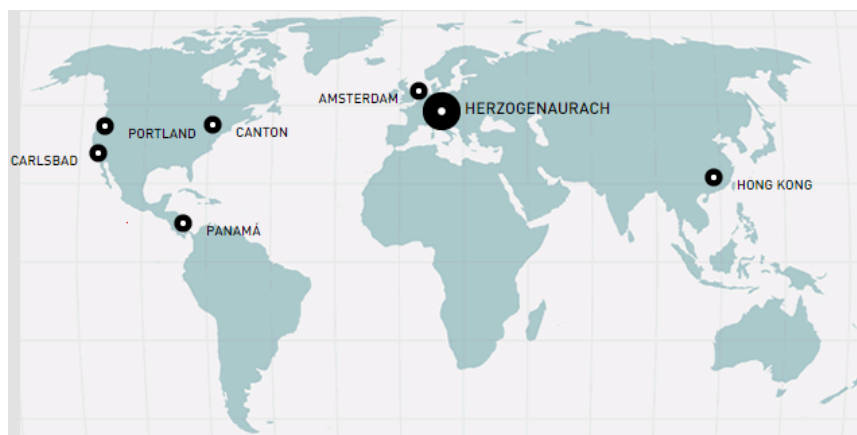 AMSTERDAM
HERZOGENAURACH
PORTLAND
CANTON
CARLSBAD
HONG KONG
PANAMÁ